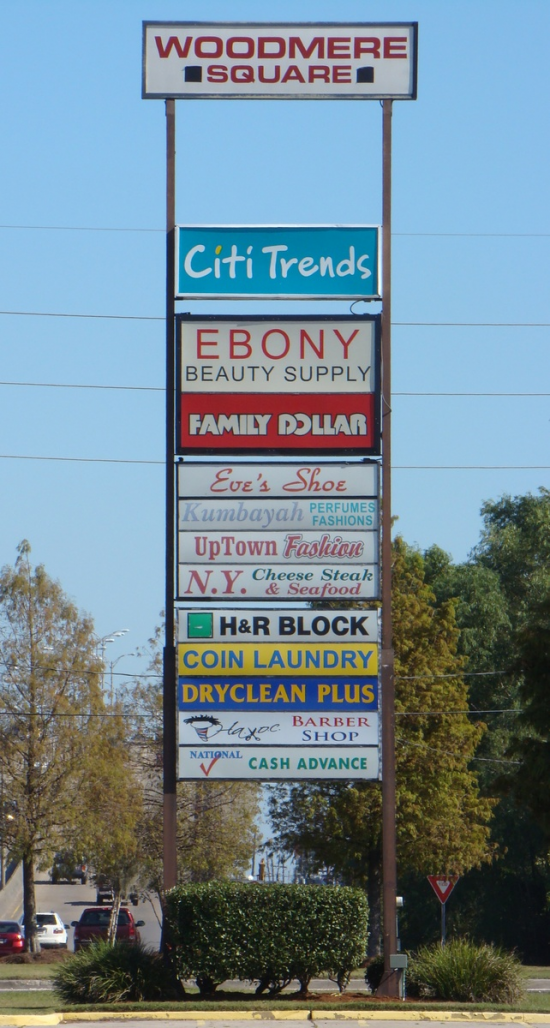 WOODMERE
SQUARE
Citi Trends
EBONY
BEAUTY SUPPLY
FAMILY DOLLAR
Eve's Shoe
Kumbayah PERFUMES
FASHIONS
UpTown Fashion
N.Y. Cheese Steak
& Seafood
H&R BLOCK
COIN LAUNDRY
DRYCLEAN PLUS
Havoc BARBER
SHOP
NATIONAL
CASH ADVANCE